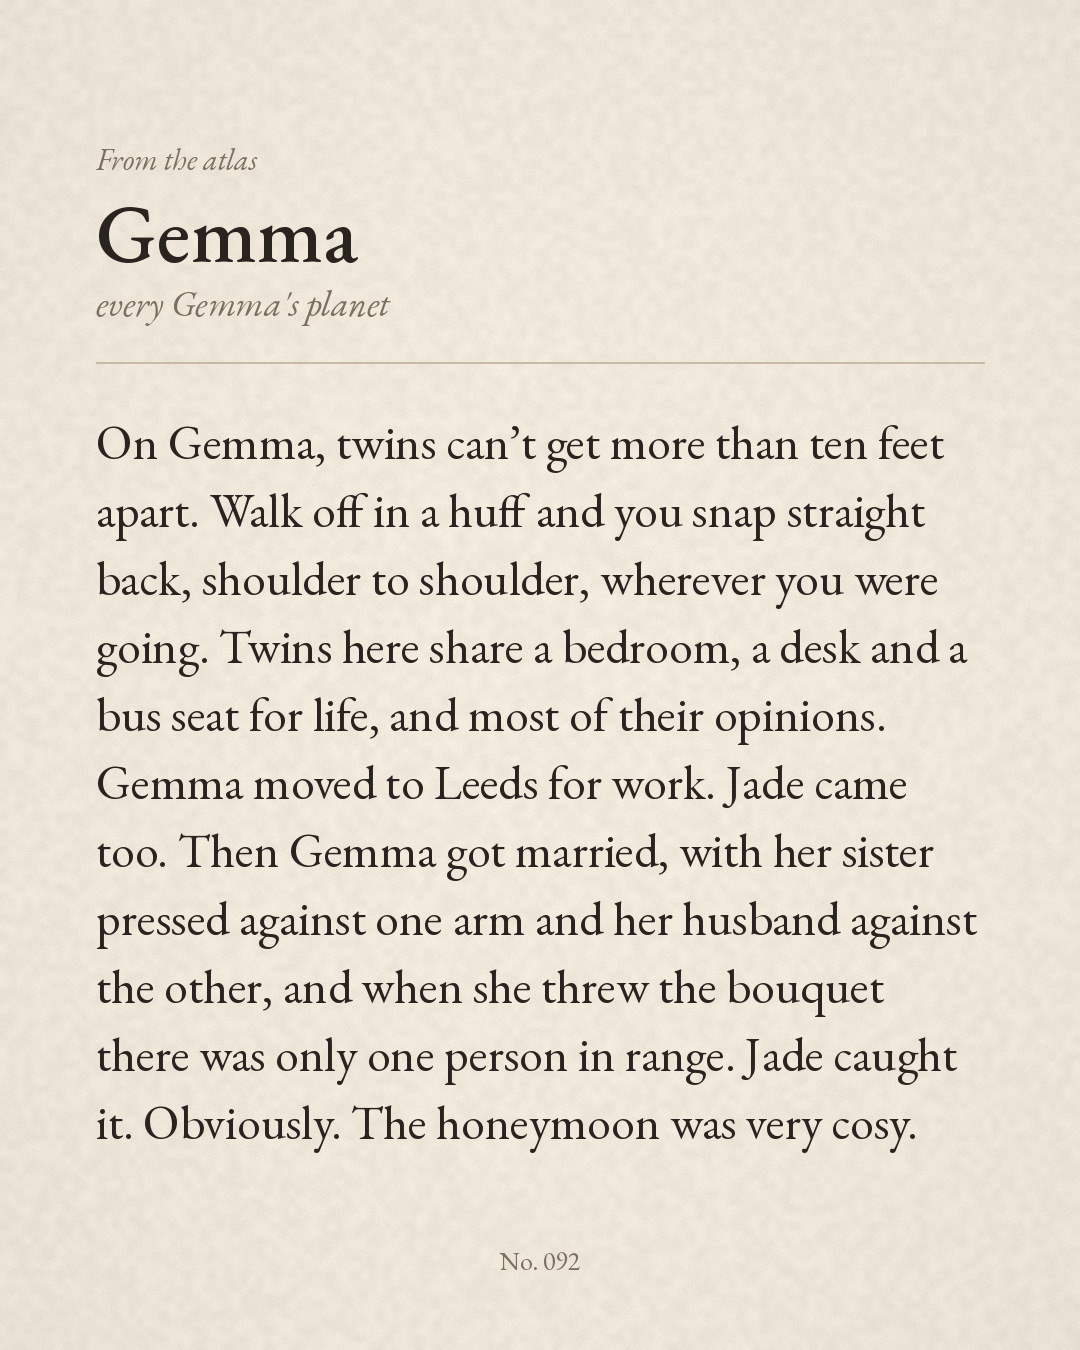 From the atlas
Gemma
every Gemma's planet
On Gemma, twins can’t get more than ten feet
apart. Walk off in a huff and you snap straight
back, shoulder to shoulder, wherever you were
going. Twins here share a bedroom, a desk and a
bus seat for life, and most of their opinions.
Gemma moved to Leeds for work. Jade came
too. Then Gemma got married, with her sister
pressed against one arm and her husband against
the other, and when she threw the bouquet
there was only one person in range. Jade caught
it. Obviously. The honeymoon was very cosy.
No. 092